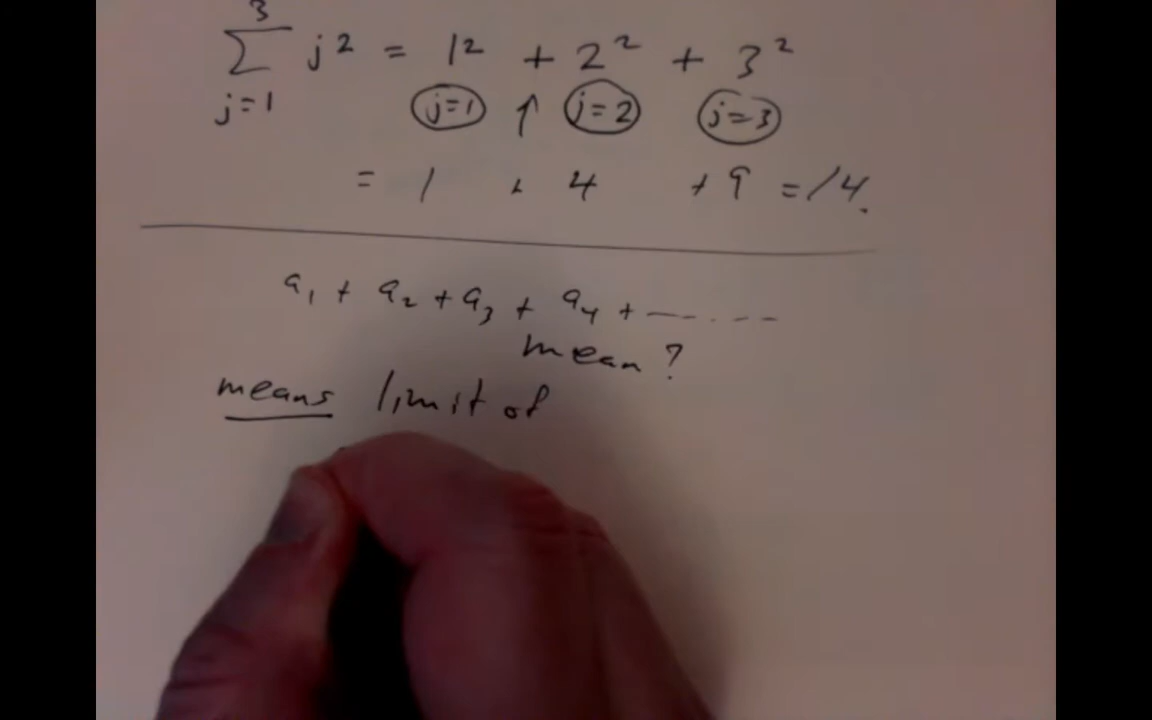 3
∑ j² = 1² + 2² + 3²
j=1 j=1 ↑ j=2 j=3
= 1 + 4 + 9 = 14.
a₁ + a₂ + a₃ + a₄ + -----
mean?
means limit of